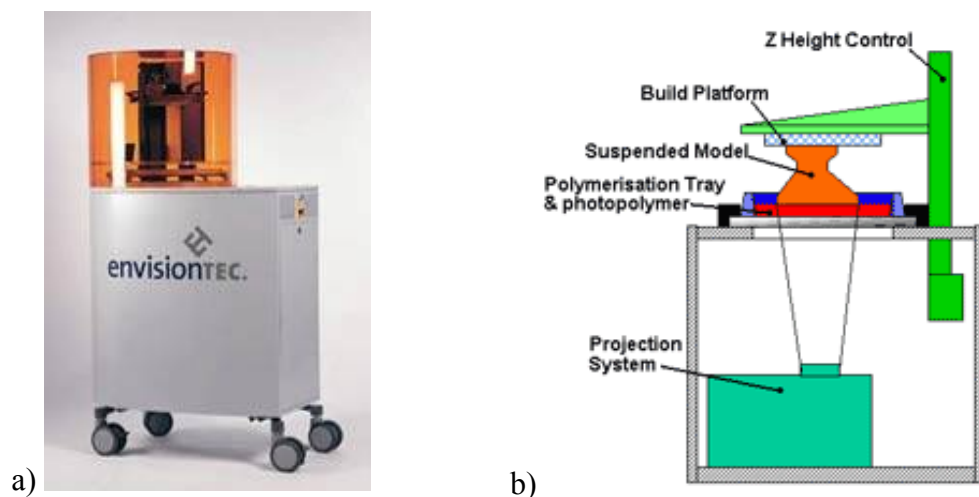 envisionTEC.
a)
Z Height Control
Build Platform
Suspended Model
Polymerisation Tray
& photopolymer
Projection
System
b)